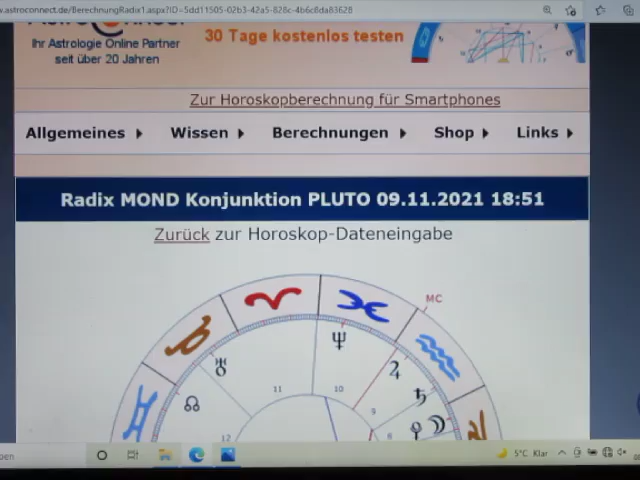 w.astroconnect.de/BerechnungRadix1.aspx?ID=5dd11505-02b3-42a5-828c-4b6c8da83628
Ihr Astrologie Online Partner
seit über 20 Jahren
30 Tage kostenlos testen
Zur Horoskopberechnung für Smartphones
Allgemeines
Wissen
Berechnungen
Shop
Links
Radix MOND Konjunktion PLUTO 09.11.2021 18:51
Zurück zur Horoskop-Dateneingabe
MC
11
10
9
8
12
5°C Klar